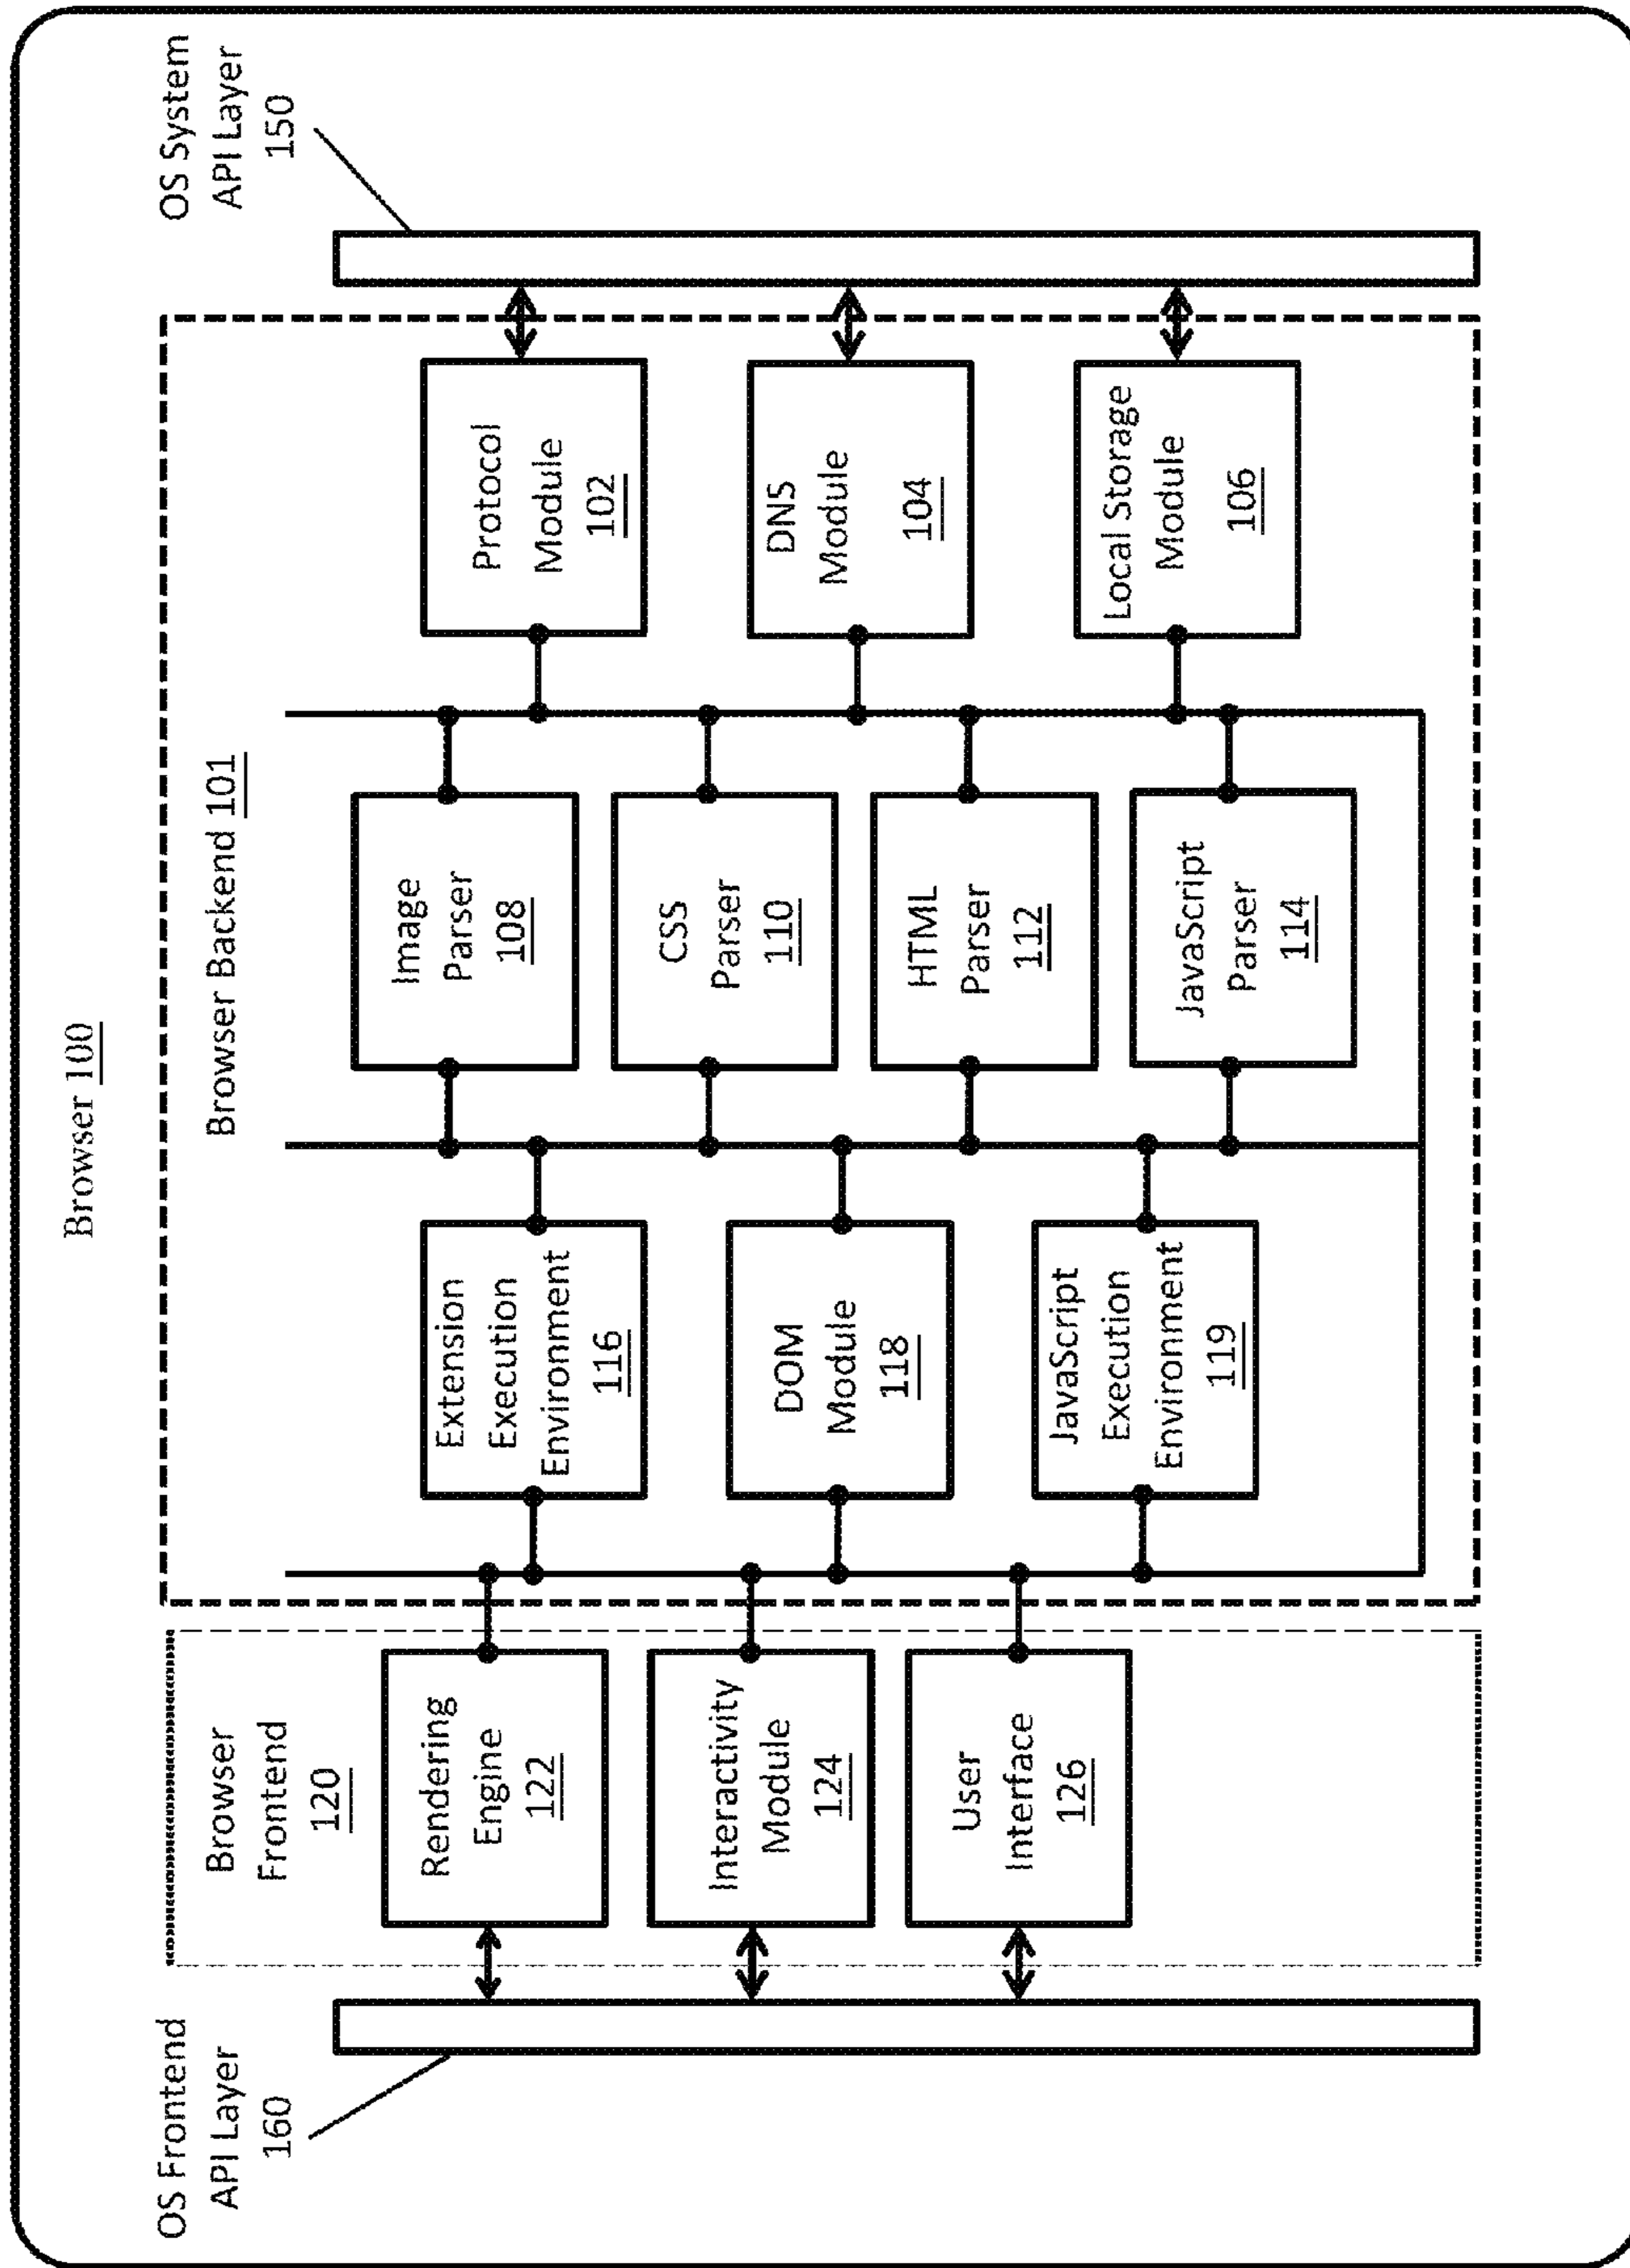 Browser 100
OS Frontend
API Layer
160
Browser
Frontend
120
Rendering
Engine
122
Interactivity
Module
124
User
Interface
126
Browser Backend 101
Extension
Execution
Environment
116
DOM
Module
118
JavaScript
Execution
Environment
119
Image
Parser
108
CSS
Parser
110
HTML
Parser
112
JavaScript
Parser
114
Protocol
Module
102
DNS
Module
104
Local Storage
Module
106
OS System
API Layer
150